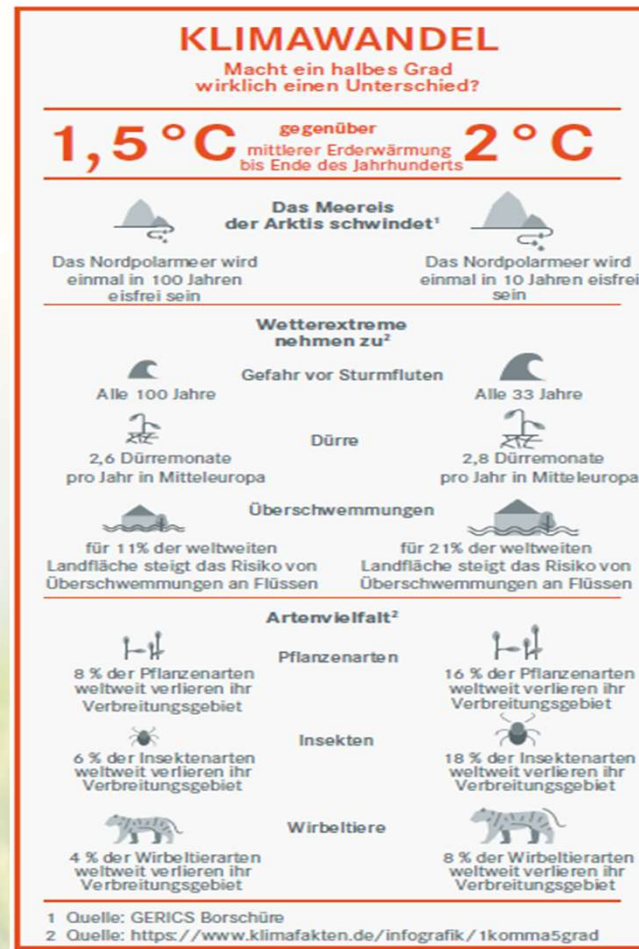 KLIMAWANDEL
Macht ein halbes Grad
wirklich einen Unterschied?
1,5°C
gegenüber
mittlerer Erderwärmung
bis Ende des Jahrhunderts
2°C
Das Meereis
der Arktis schwindet¹
Das Nordpolarmeer wird
einmal in 100 Jahren
eisfrei sein
Das Nordpolarmeer wird
einmal in 10 Jahren eisfrei
sein
Wetterextreme
nehmen zu²
Gefahr vor Sturmfluten
Alle 100 Jahre
Alle 33 Jahre
Dürre
2,6 Dürremonate
pro Jahr in Mitteleuropa
2,8 Dürremonate
pro Jahr in Mitteleuropa
Überschwemmungen
für 11% der weltweiten
Landfläche steigt das Risiko von
Überschwemmungen an Flüssen
für 21% der weltweiten
Landfläche steigt das Risiko von
Überschwemmungen an Flüssen
Artenvielfalt²
Pflanzenarten
8 % der Pflanzenarten
weltweit verlieren ihr
Verbreitungsgebiet
16 % der Pflanzenarten
weltweit verlieren ihr
Verbreitungsgebiet
Insekten
6 % der Insektenarten
weltweit verlieren ihr
Verbreitungsgebiet
18 % der Insektenarten
weltweit verlieren ihr
Verbreitungsgebiet
Wirbeltiere
4 % der Wirbeltierarten
weltweit verlieren ihr
Verbreitungsgebiet
8 % der Wirbeltierarten
weltweit verlieren ihr
Verbreitungsgebiet
1 Quelle: GERICS Borschüre
2 Quelle: https://www.klimafakten.de/infografik/1komma5grad